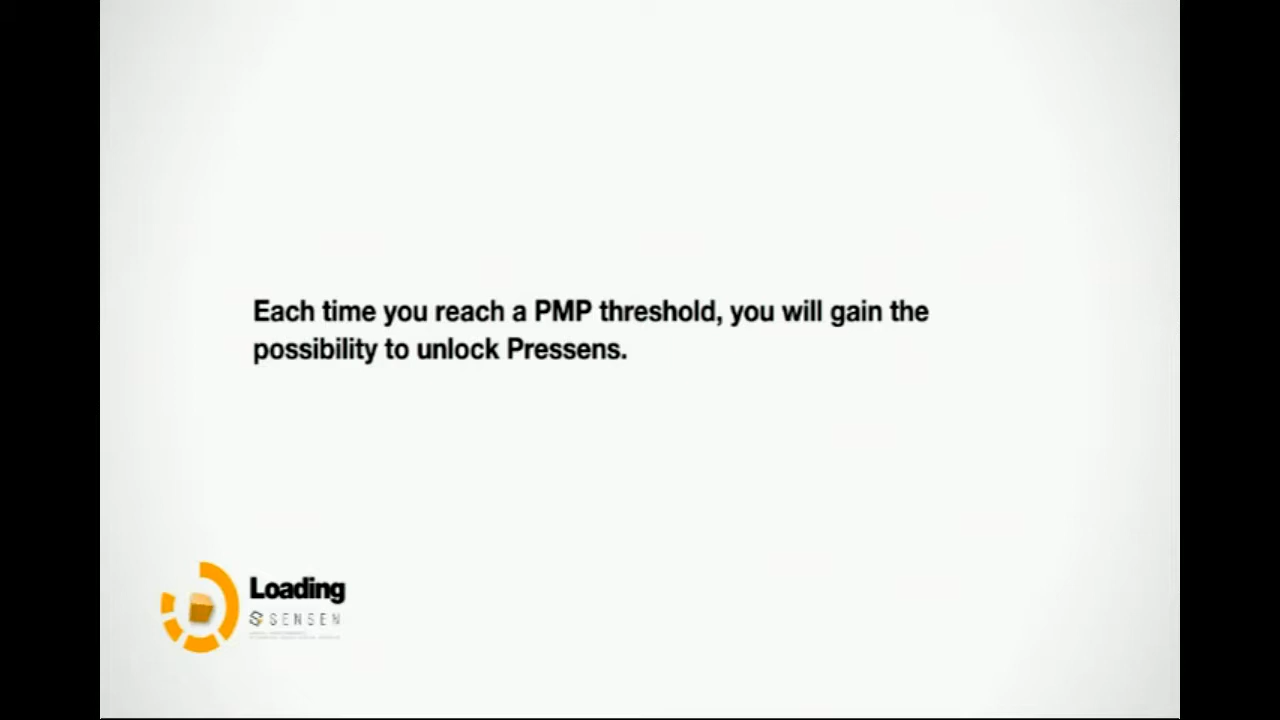 Each time you reach a PMP threshold, you will gain the
possibility to unlock Pressens.
Loading
SENSEN